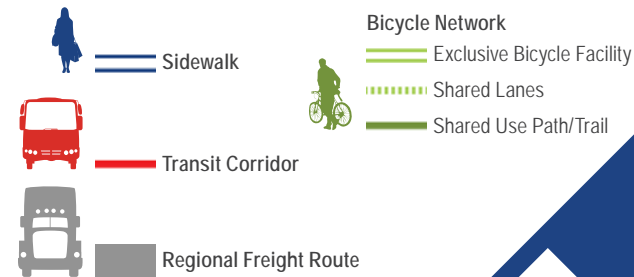 Sidewalk
Transit Corridor
Regional Freight Route
Bicycle Network
Exclusive Bicycle Facility
Shared Lanes
Shared Use Path/Trail